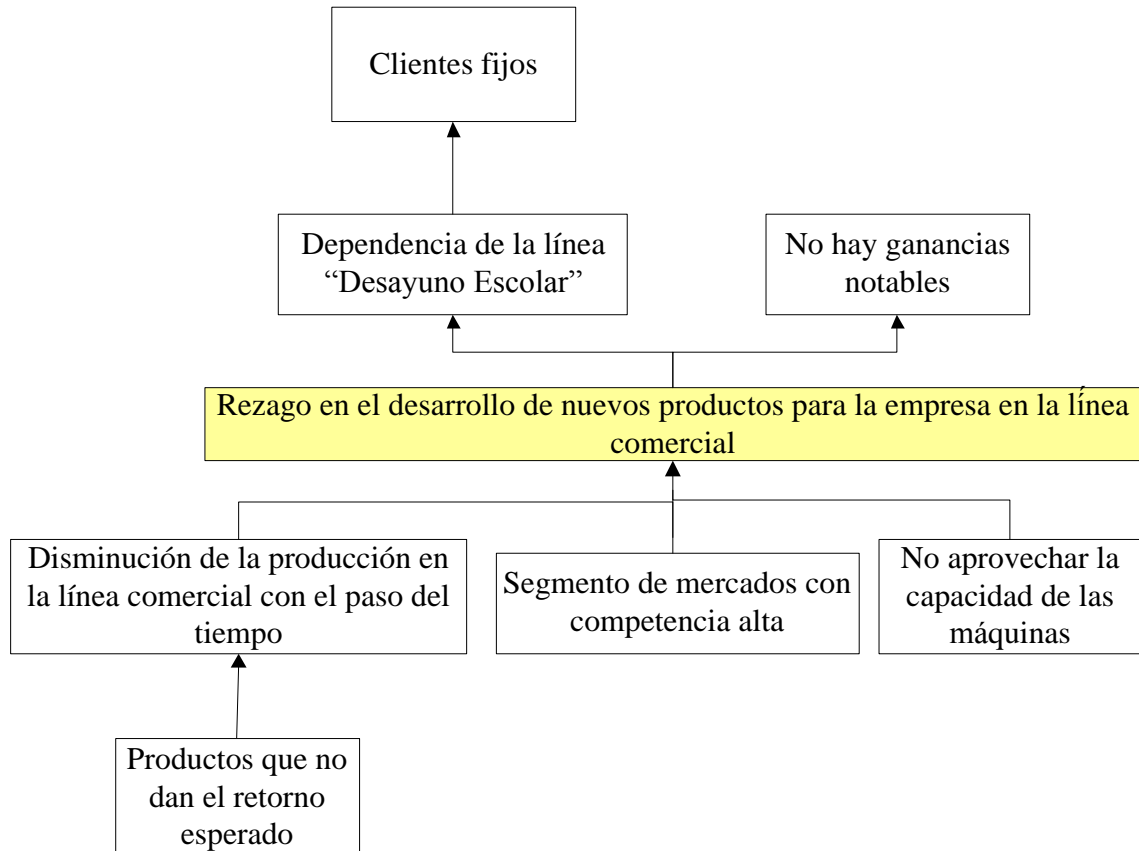 Clientes fijos
Dependencia de la línea
“Desayuno Escolar”
No hay ganancias
notables
Rezago en el desarrollo de nuevos productos para la empresa en la línea
comercial
Disminución de la producción en
la línea comercial con el paso del
tiempo
Segmento de mercados con
competencia alta
No aprovechar la
capacidad de las
máquinas
Productos que no
dan el retorno
esperado